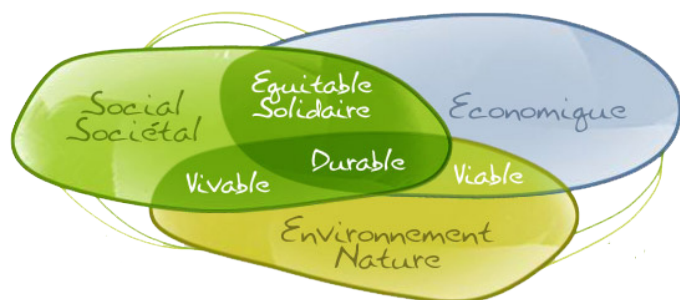 Equitable
Solidaire
Social
Sociétal
Economique
Durable
Vivable
Viable
Environnement
Nature